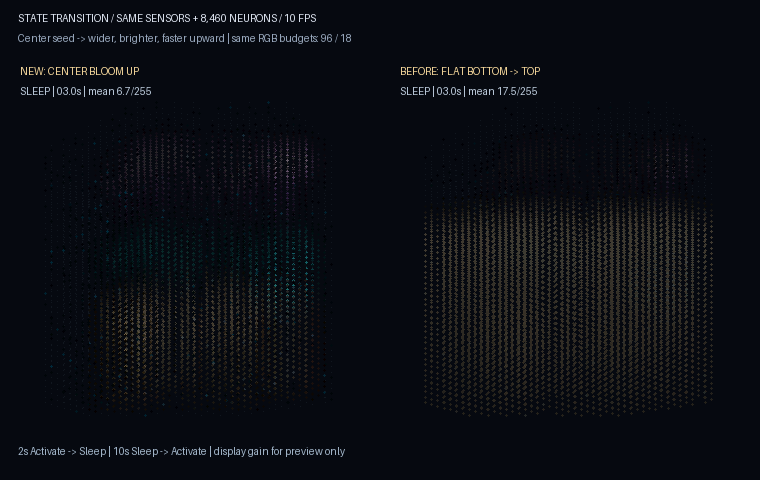 STATE TRANSITION / SAME SENSORS + 8,460 NEURONS / 10 FPS
Center seed -> wider, brighter, faster upward | same RGB budgets: 96 / 18
NEW: CENTER BLOOM UP
SLEEP | 03.0s | mean 6.7/255
BEFORE: FLAT BOTTOM -> TOP
SLEEP | 03.0s | mean 17.5/255
2s Activate -> Sleep | 10s Sleep -> Activate | display gain for preview only